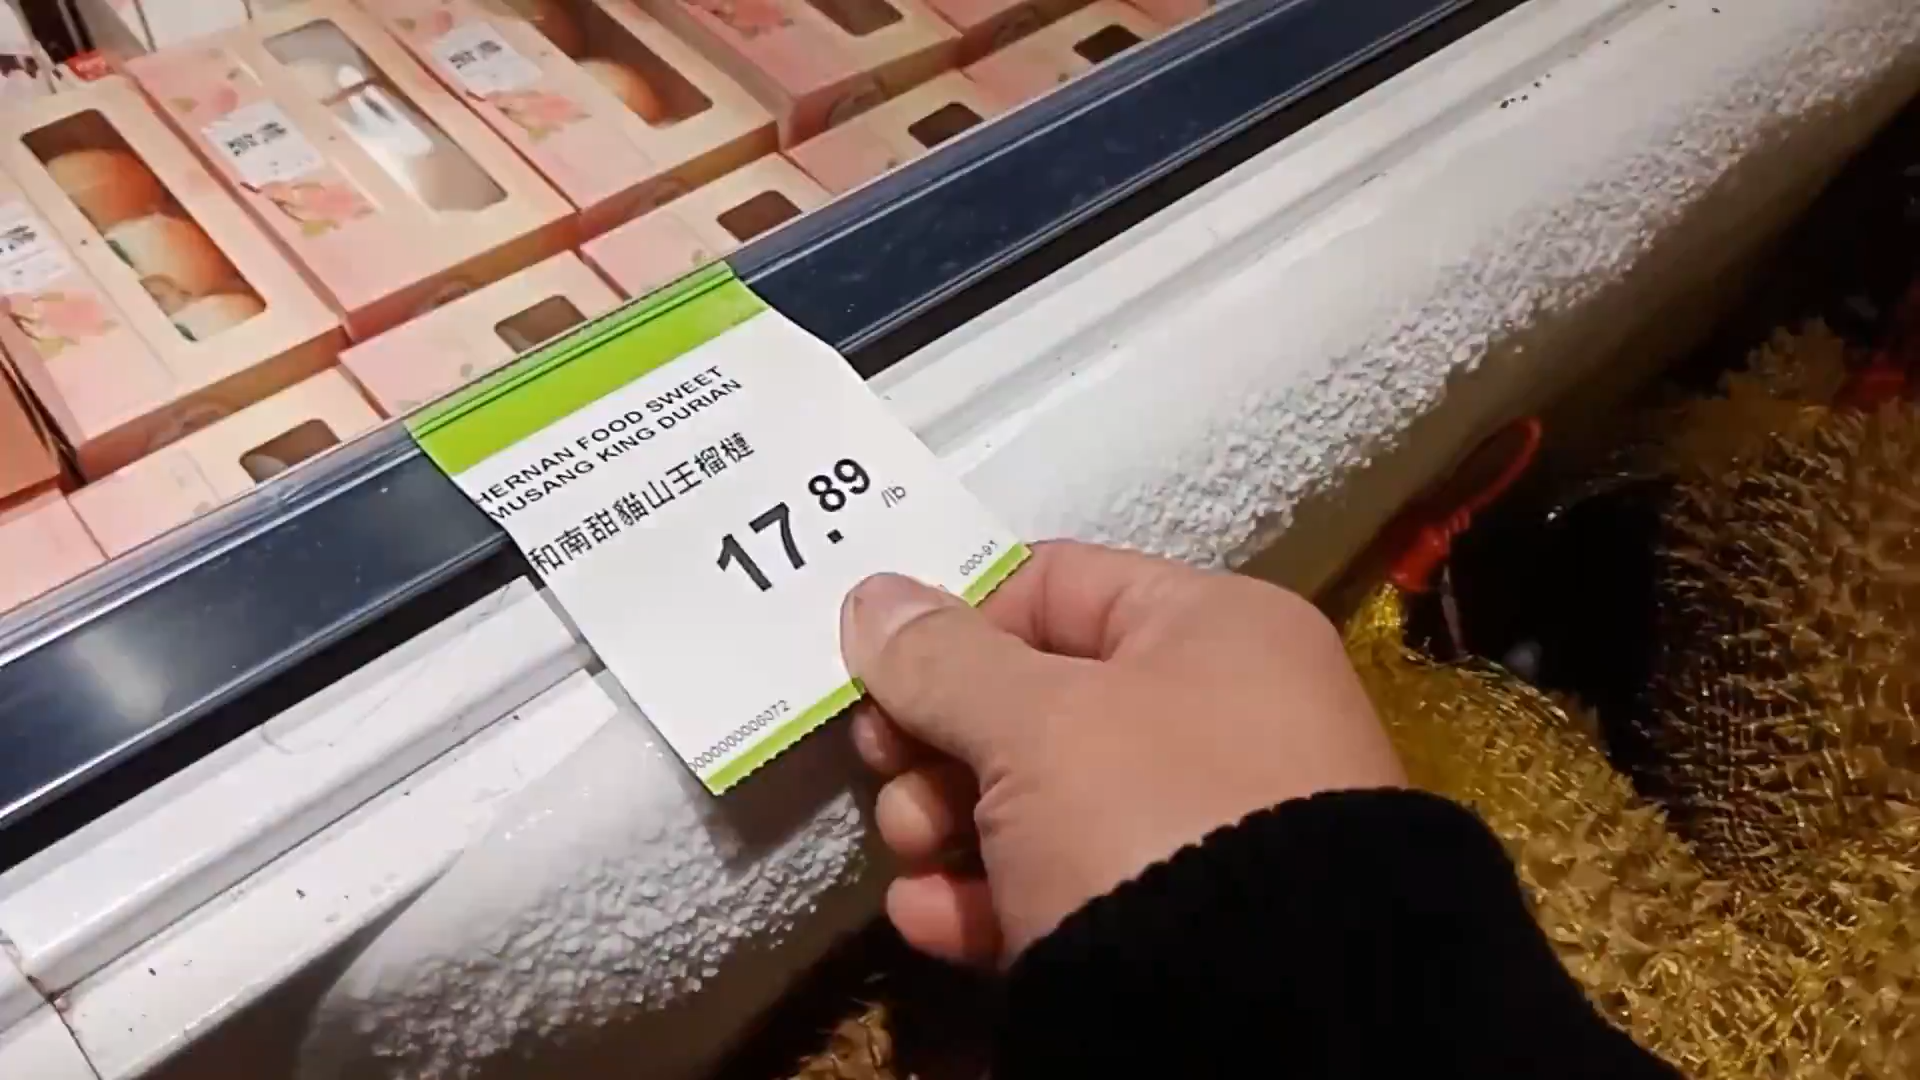 HERNAN FOOD SWEET
MUSANG KING DURIAN
和南甜貓山王榴槤
17.89 /lb
000-91
000000006072